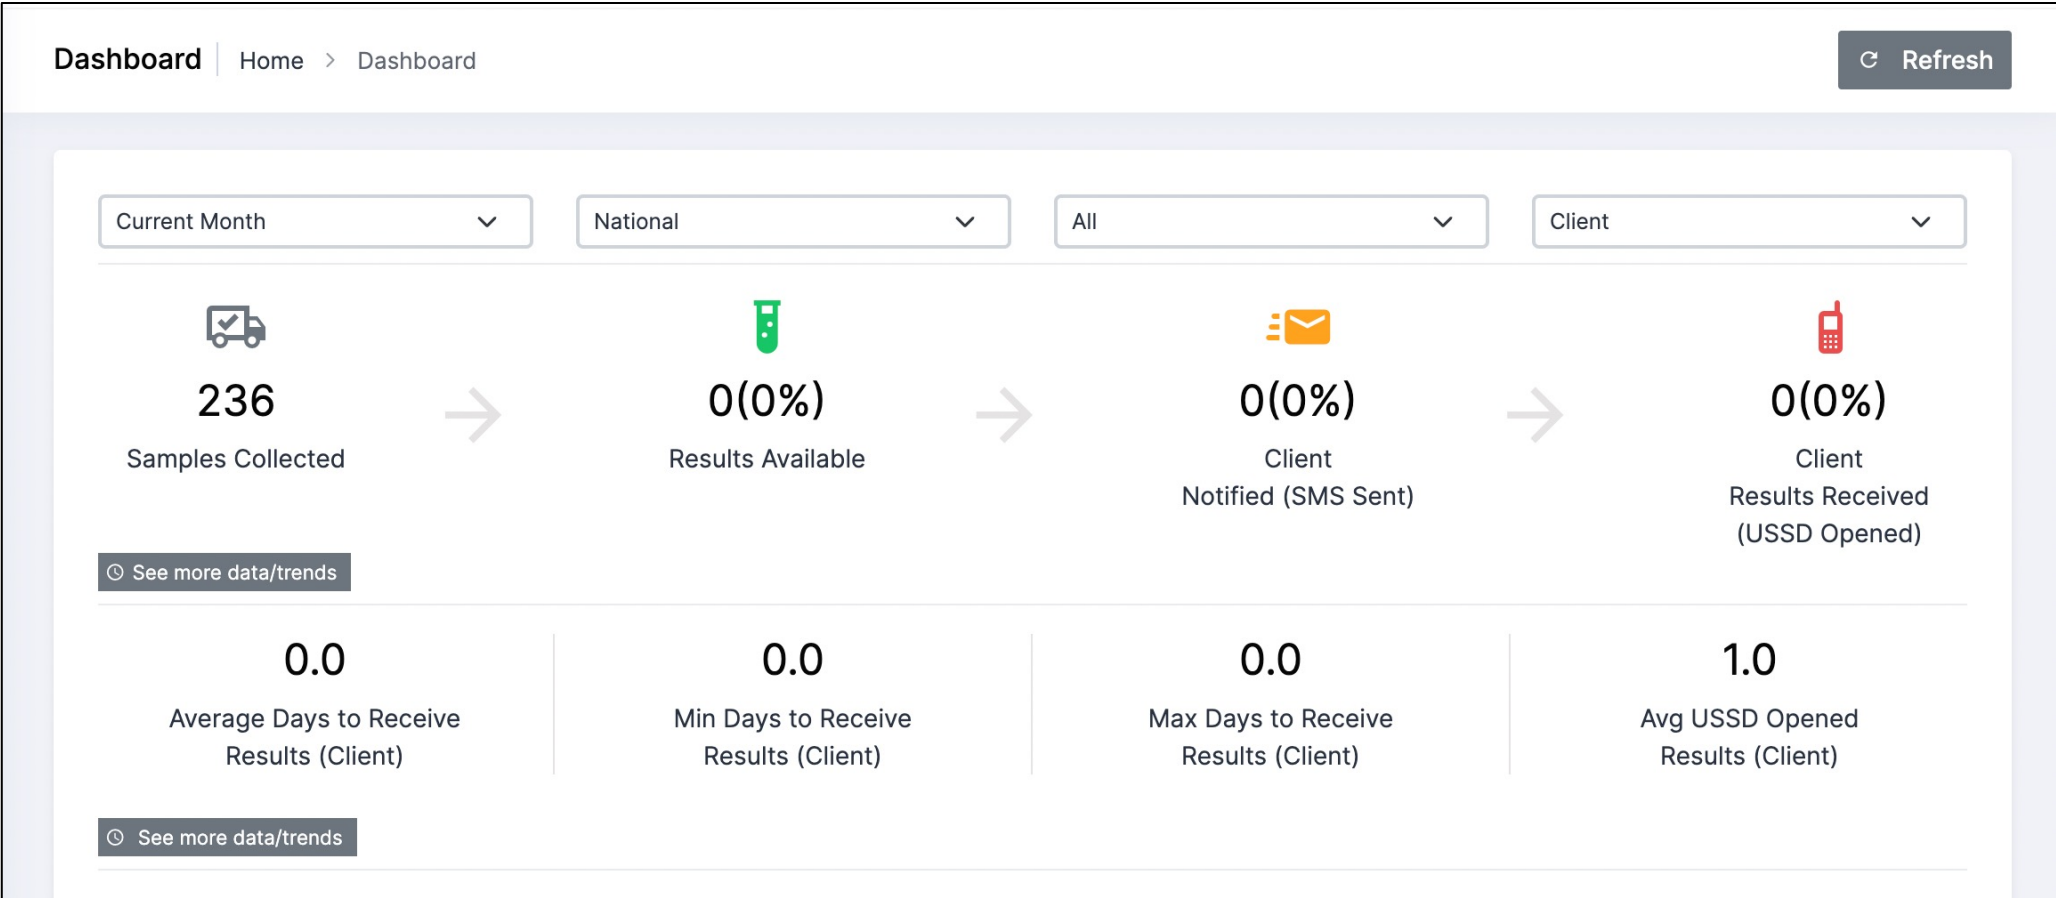 Dashboard
Home > Dashboard
Refresh
Current Month
National
All
Client
236
Samples Collected
0(0%)
Results Available
0(0%)
Client
Notified (SMS Sent)
0(0%)
Client
Results Received
(USSD Opened)
See more data/trends
0.0
Average Days to Receive
Results (Client)
0.0
Min Days to Receive
Results (Client)
0.0
Max Days to Receive
Results (Client)
1.0
Avg USSD Opened
Results (Client)
See more data/trends